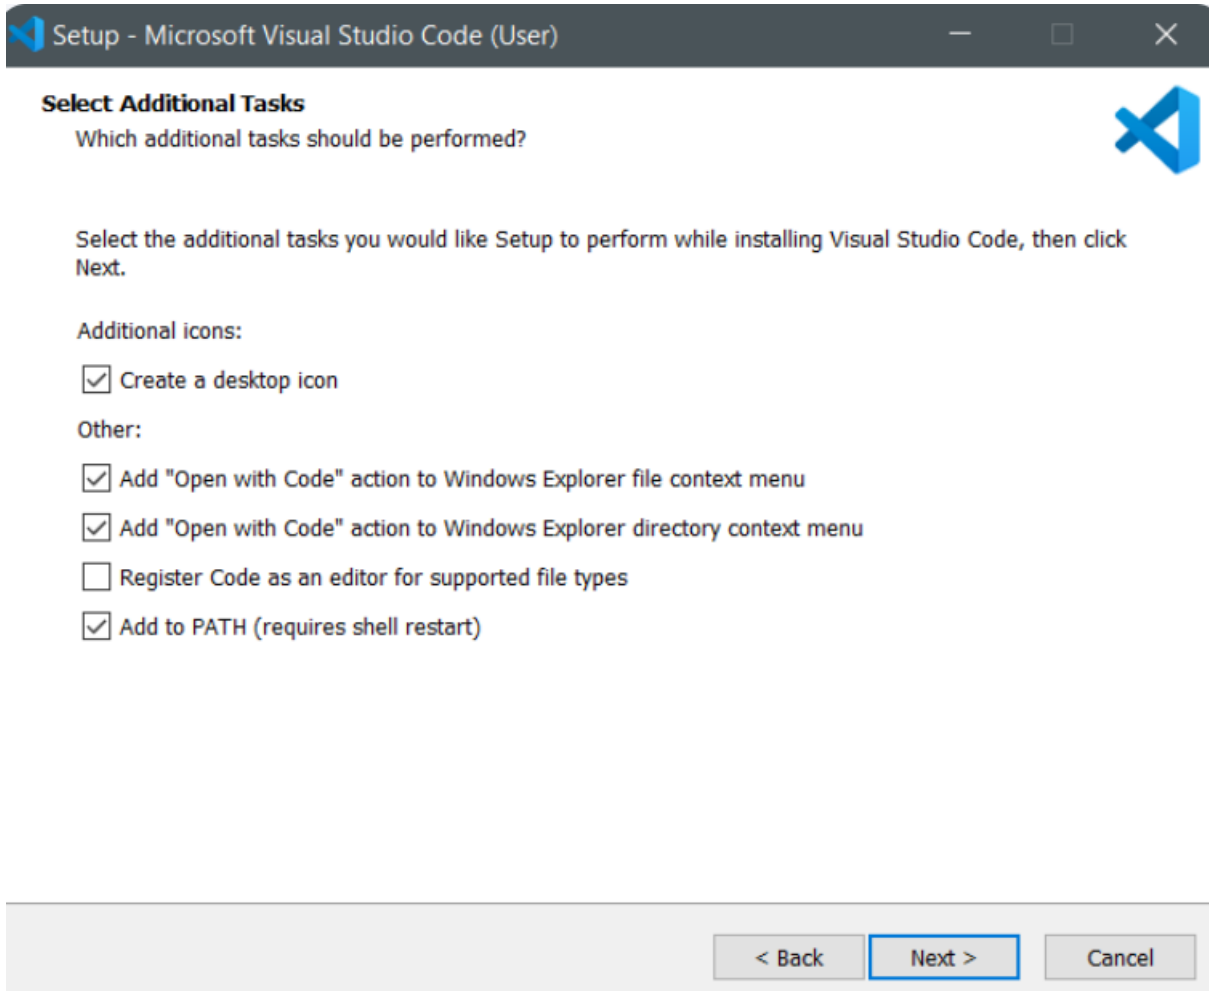 Setup - Microsoft Visual Studio Code (User)
Select Additional Tasks
Which additional tasks should be performed?
Select the additional tasks you would like Setup to perform while installing Visual Studio Code, then click
Next.
Additional icons:
Create a desktop icon
Other:
Add "Open with Code" action to Windows Explorer file context menu
Add "Open with Code" action to Windows Explorer directory context menu
Register Code as an editor for supported file types
Add to PATH (requires shell restart)
< Back Next > Cancel